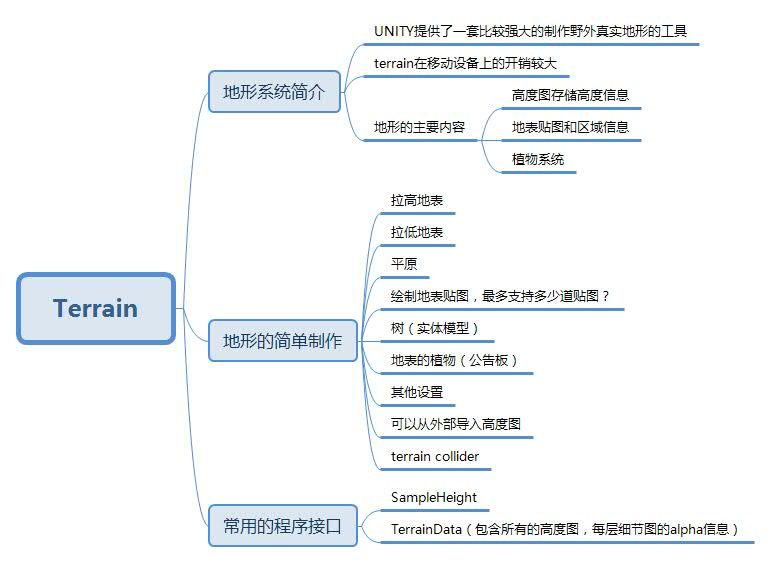 Terrain
地形系统简介
UNITY提供了一套比较强大的制作野外真实地形的工具
terrain在移动设备上的开销较大
地形的主要内容
高度图存储高度信息
地表贴图和区域信息
植物系统
地形的简单制作
拉高地表
拉低地表
平原
绘制地表贴图，最多支持多少道贴图？
树（实体模型）
地表的植物（公告板）
其他设置
可以从外部导入高度图
terrain collider
常用的程序接口
SampleHeight
TerrainData（包含所有的高度图，每层细节图的alpha信息）